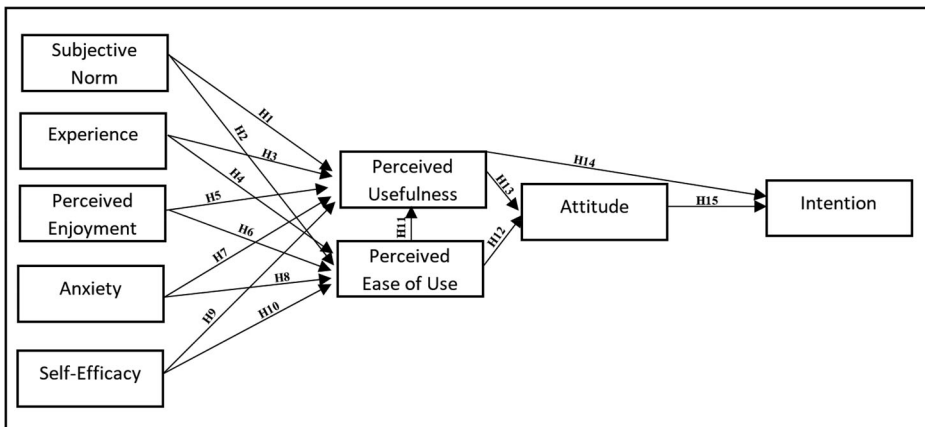 Subjective
Norm
Experience
Perceived
Enjoyment
Anxiety
Self-Efficacy
H1
H2
H3
H4
H5
H6
H7
H8
H9
H10
Perceived
Usefulness
H11
Perceived
Ease of Use
H14
H13
H12
Attitude
H15
Intention